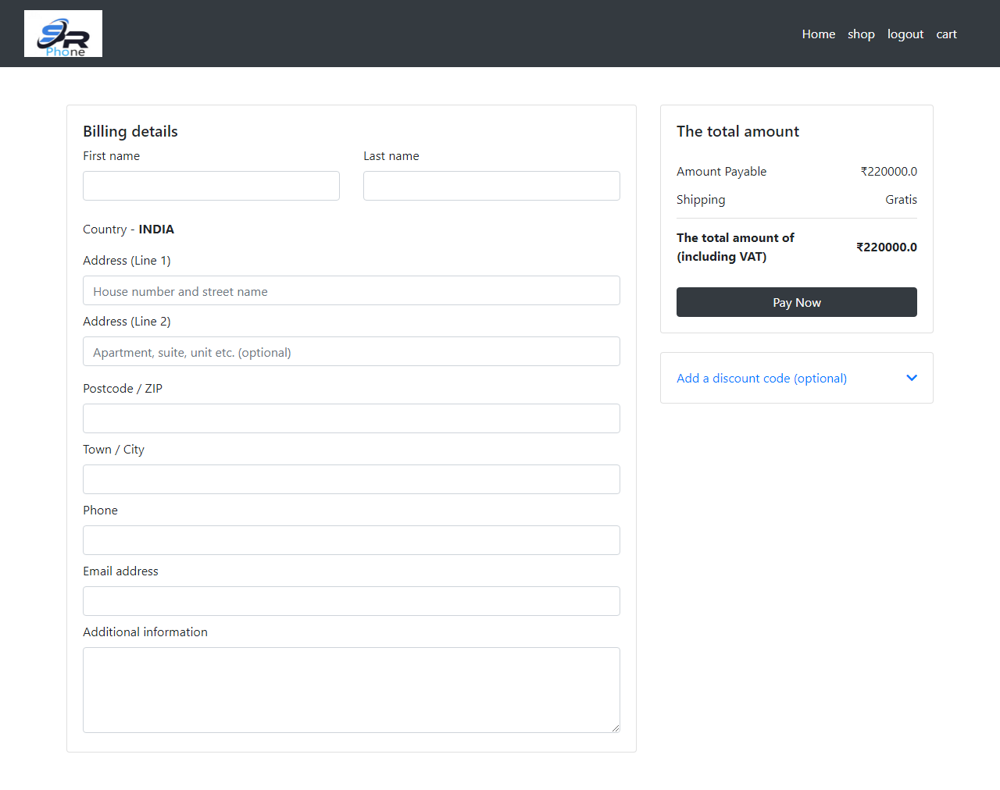 SR
Phone
Home shop logout cart
Billing details
First name Last name
Country - INDIA
Address (Line 1)
House number and street name
Address (Line 2)
Apartment, suite, unit etc. (optional)
Postcode / ZIP
Town / City
Phone
Email address
Additional information
The total amount
Amount Payable ₹220000.0
Shipping Gratis
The total amount of
(including VAT) ₹220000.0
Pay Now
Add a discount code (optional)